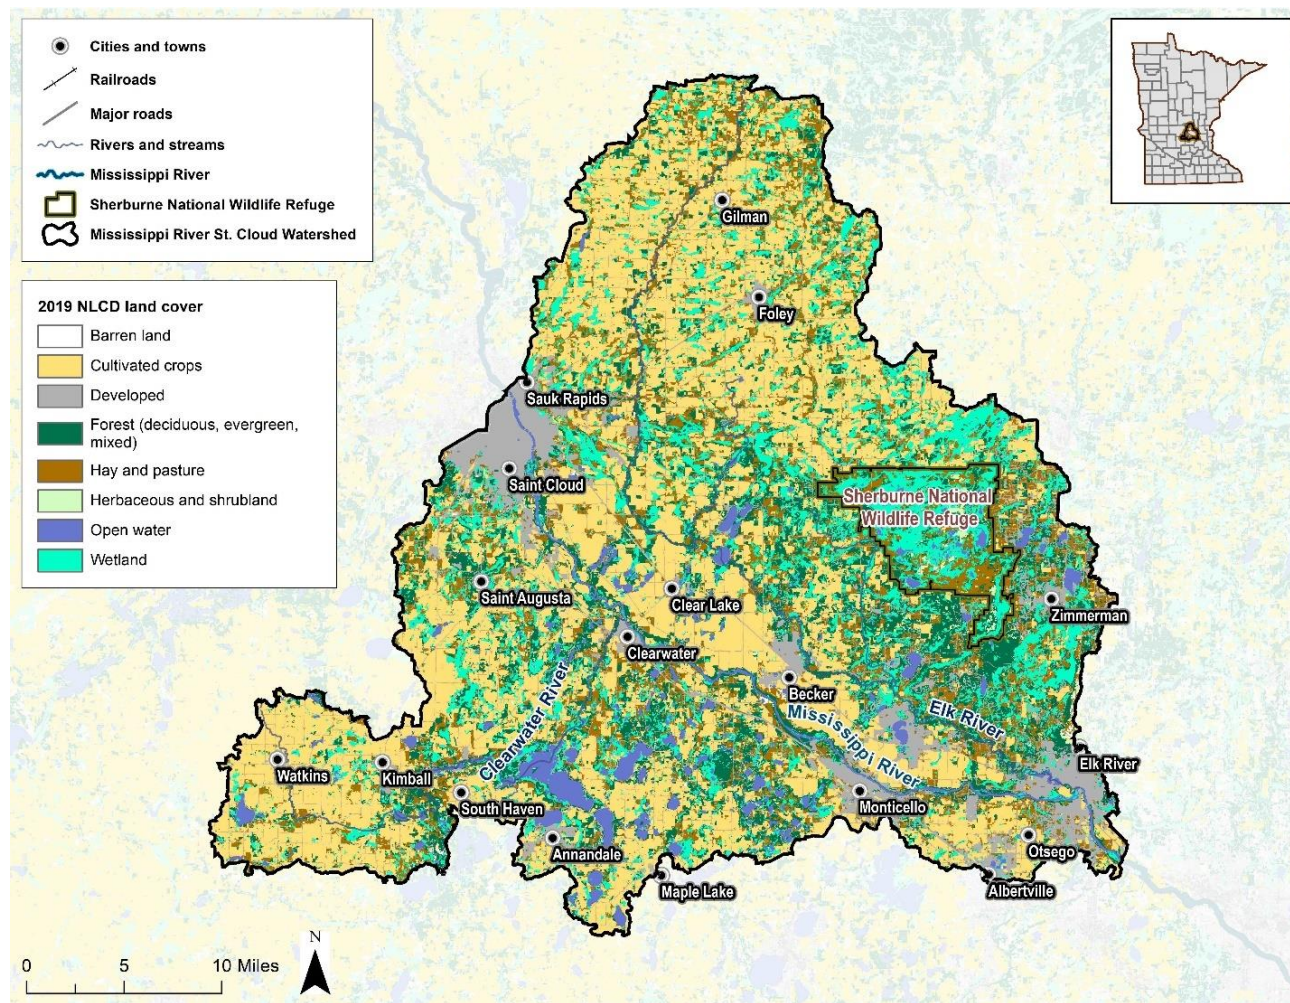 Cities and towns
Railroads
Major roads
Rivers and streams
Mississippi River
Sherburne National Wildlife Refuge
Mississippi River St. Cloud Watershed
2019 NLCD land cover
Barren land
Cultivated crops
Developed
Forest (deciduous, evergreen,
mixed)
Hay and pasture
Herbaceous and shrubland
Open water
Wetland
Gilman
Foley
Sauk Rapids
Saint Cloud
Sherburne National
Wildlife Refuge
Saint Augusta
Clear Lake
Zimmerman
Clearwater
Becker
Clearwater River
Mississippi River
Elk River
Elk River
Watkins
Kimball
South Haven
Monticello
Annandale
Otsego
Maple Lake
Albertville
N
0 5 10 Miles